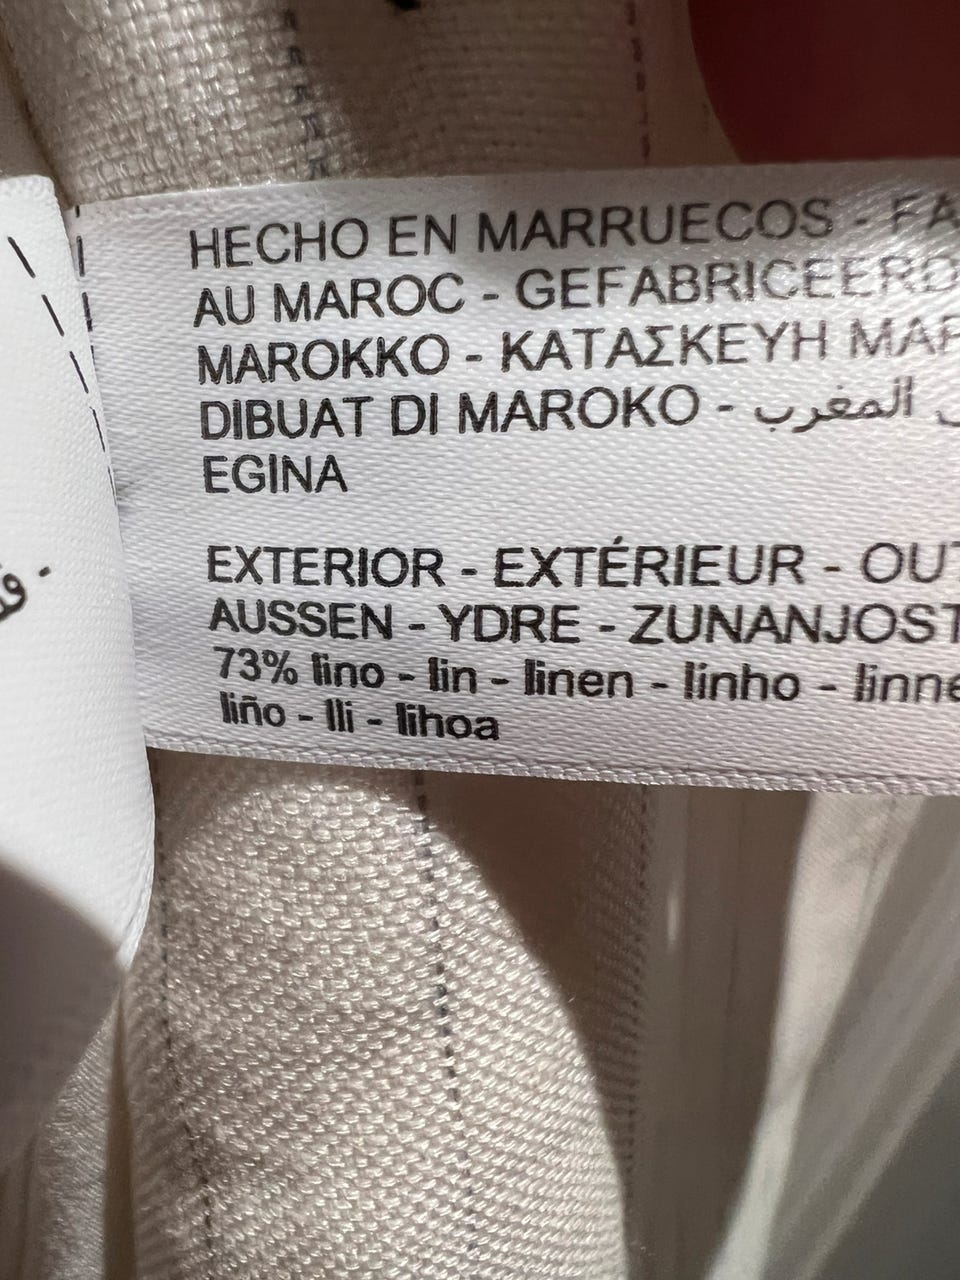 HECHO EN MARRUECOS -
AU MAROC - GEFABRICEERD
MAROKKO - ΚΑΤΑΣΚΕΥΗ
DIBUAT DI MAROKO - المغرب
EGINA
EXTERIOR - EXTÉRIEUR -
AUSSEN - YDRE -
73% lino - lin - linen - linho -
liño - lli - lihoa